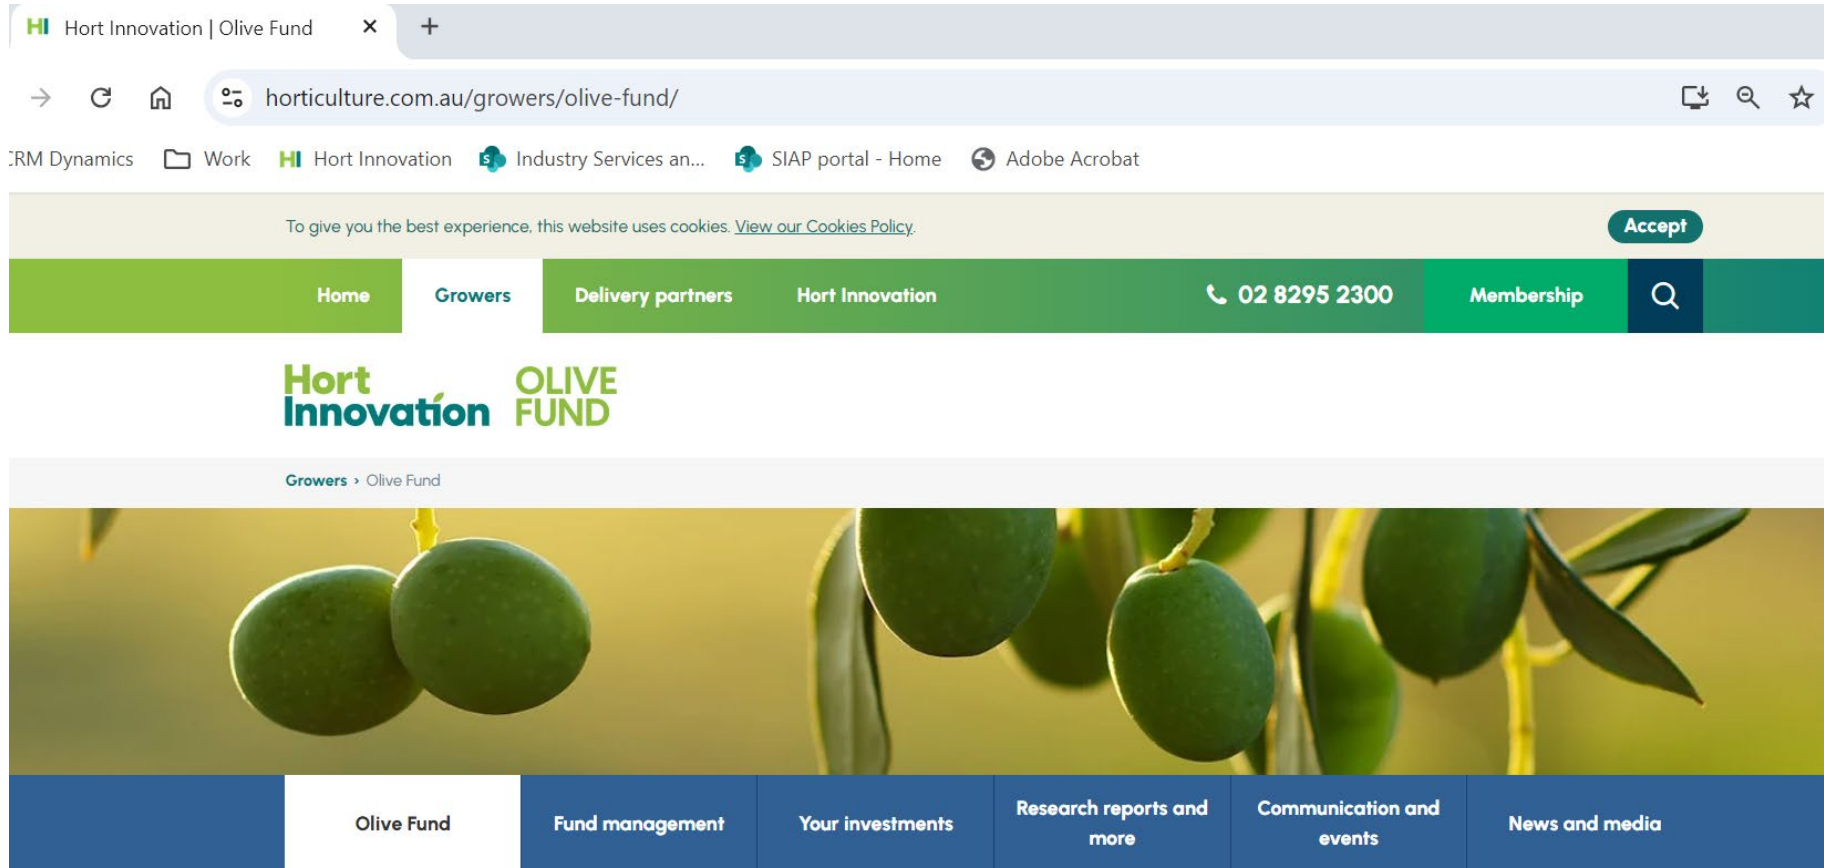 HI Hort Innovation | Olive Fund
horticulture.com.au/growers/olive-fund/
CRM Dynamics Work HI Hort Innovation Industry Services an... SIAP portal - Home Adobe Acrobat
To give you the best experience, this website uses cookies. View our Cookies Policy. Accept
Home Growers Delivery partners Hort Innovation 02 8295 2300 Membership
Hort OLIVE
Innovation FUND
Growers › Olive Fund
Olive Fund Fund management Your investments Research reports and more Communication and events News and media